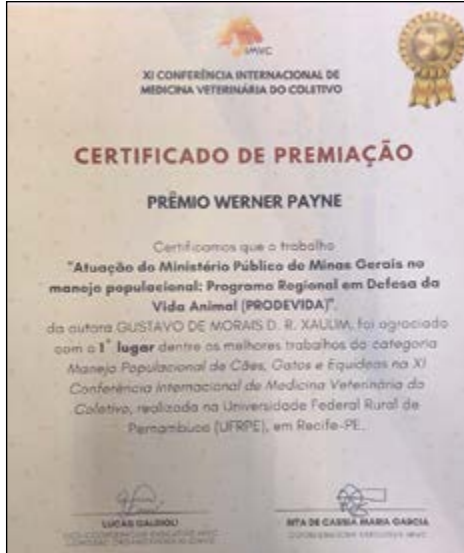 IMVC
XI CONFERÊNCIA INTERNACIONAL DE
MEDICINA VETERINÁRIA DO COLETIVO
CERTIFICADO DE PREMIAÇÃO
PRÊMIO WERNER PAYNE
Certificamos que o trabalho
"Atuação do Ministério Público de Minas Gerais no
manejo populacional: Programa Regional em Defesa da
Vida Animal (PRODEVIDA)",
da autora GUSTAVO DE MORAIS D. R. XAULIM, foi agraciado
com o 1° lugar dentre os melhores trabalhos da categoria
Manejo Populacional de Cães, Gatos e Equídeos na XI
Conferência Internacional de Medicina Veterinária do
Coletivo, realizada na Universidade Federal Rural de
Pernambuco (UFRPE), em Recife-PE.
LUCAS GALDIOLI
RITA DE CASSIA MARIA GARCIA